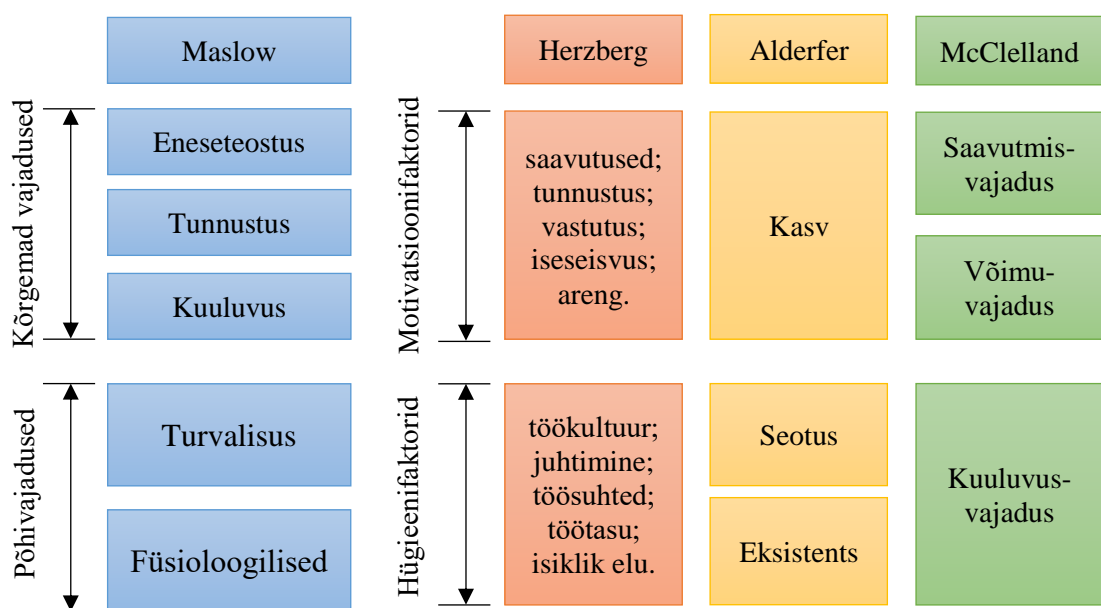 Maslow
Herzberg
Alderfer
McClelland
Kõrgemad vajadused
Eneseteostus
Tunnustus
Kuuluvus
Motivatsioonifaktorid
saavutused;
tunnustus;
vastutus;
iseseisvus;
areng.
Kasv
Saavutmis-
vajadus
Võimu-
vajadus
Põhivajadused
Turvalisus
Füsioloogilised
Hügieenifaktorid
töökultuur;
juhtimine;
töösuhted;
töötasu;
isiklik elu.
Seotus
Eksistents
Kuuluvus-
vajadus